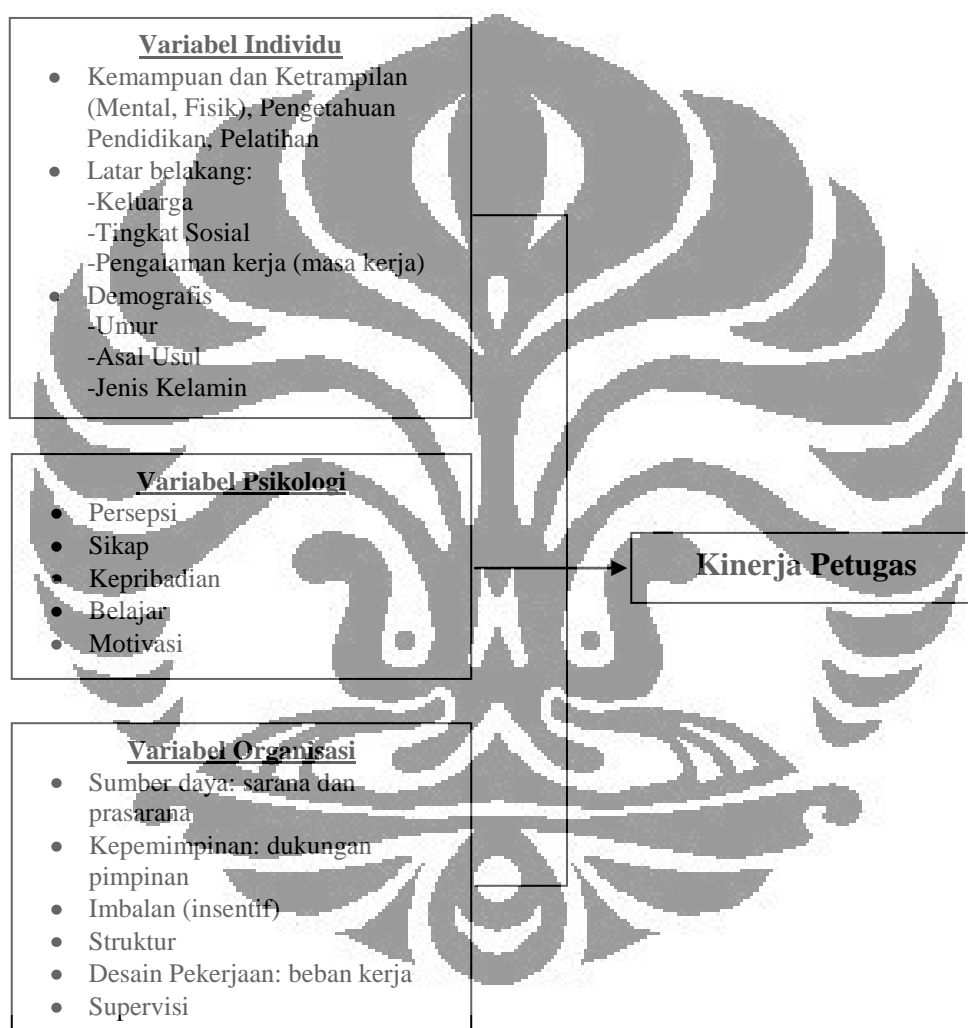 Variabel Individu
• Kemampuan dan Ketrampilan
(Mental, Fisik), Pengetahuan
Pendidikan, Pelatihan
• Latar belakang:
-Keluarga
-Tingkat Sosial
-Pengalaman kerja (masa kerja)
• Demografis
-Umur
-Asal Usul
-Jenis Kelamin
Variabel Psikologi
• Persepsi
• Sikap
• Kepribadian
• Belajar
• Motivasi
Kinerja Petugas
Variabel Organisasi
• Sumber daya: sarana dan
prasarana
• Kepemimpinan: dukungan
pimpinan
• Imbalan (insentif)
• Struktur
• Desain Pekerjaan: beban kerja
• Supervisi